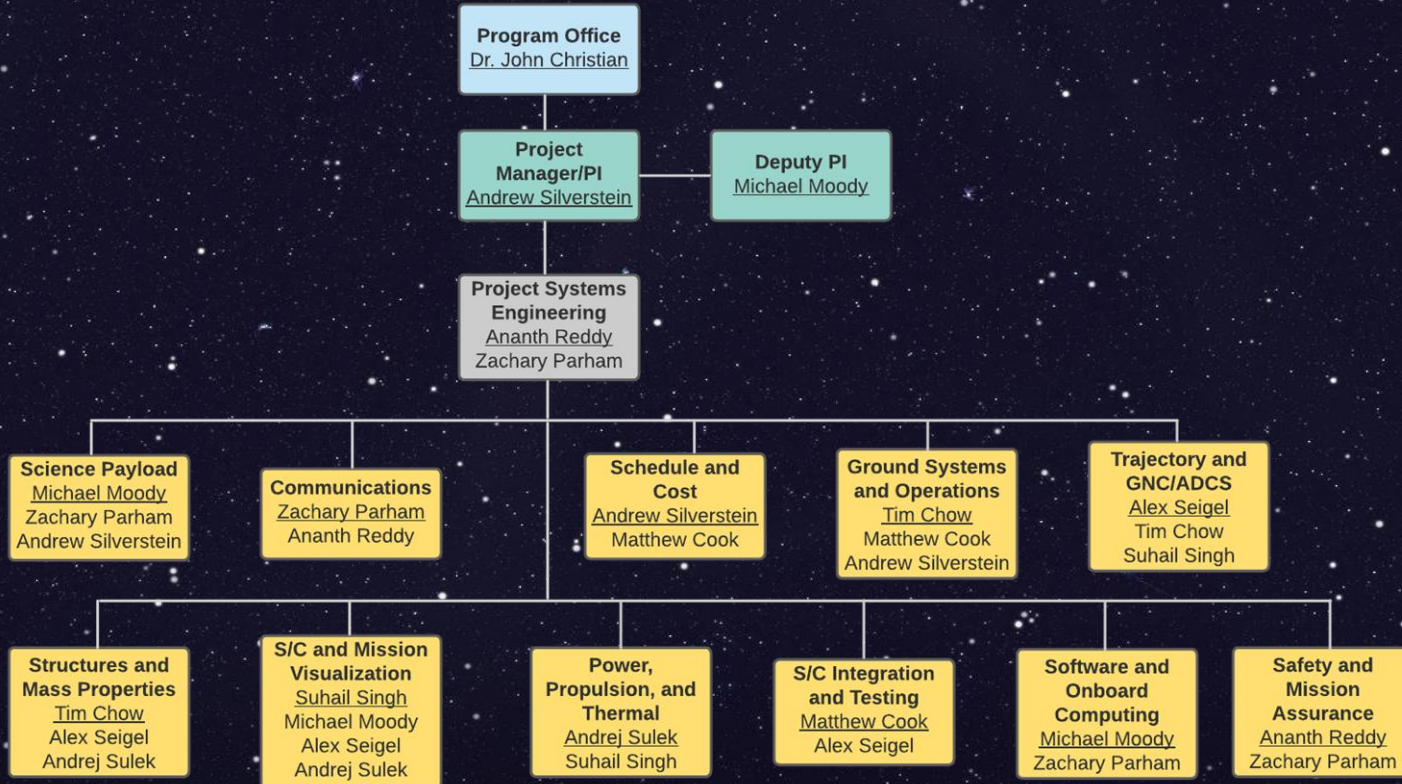 Program Office
Dr. John Christian
Project
Manager/PI
Andrew Silverstein
Deputy PI
Michael Moody
Project Systems
Engineering
Ananth Reddy
Zachary Parham
Science Payload
Michael Moody
Zachary Parham
Andrew Silverstein
Communications
Zachary Parham
Ananth Reddy
Schedule and
Cost
Andrew Silverstein
Matthew Cook
Ground Systems
and Operations
Tim Chow
Matthew Cook
Andrew Silverstein
Trajectory and
GNC/ADCS
Alex Seigel
Tim Chow
Suhail Singh
Structures and
Mass Properties
Tim Chow
Alex Seigel
Andrej Sulek
S/C and Mission
Visualization
Suhail Singh
Michael Moody
Alex Seigel
Andrej Sulek
Power,
Propulsion, and
Thermal
Andrej Sulek
Suhail Singh
S/C Integration
and Testing
Matthew Cook
Alex Seigel
Software and
Onboard
Computing
Michael Moody
Zachary Parham
Safety and
Mission
Assurance
Ananth Reddy
Zachary Parham